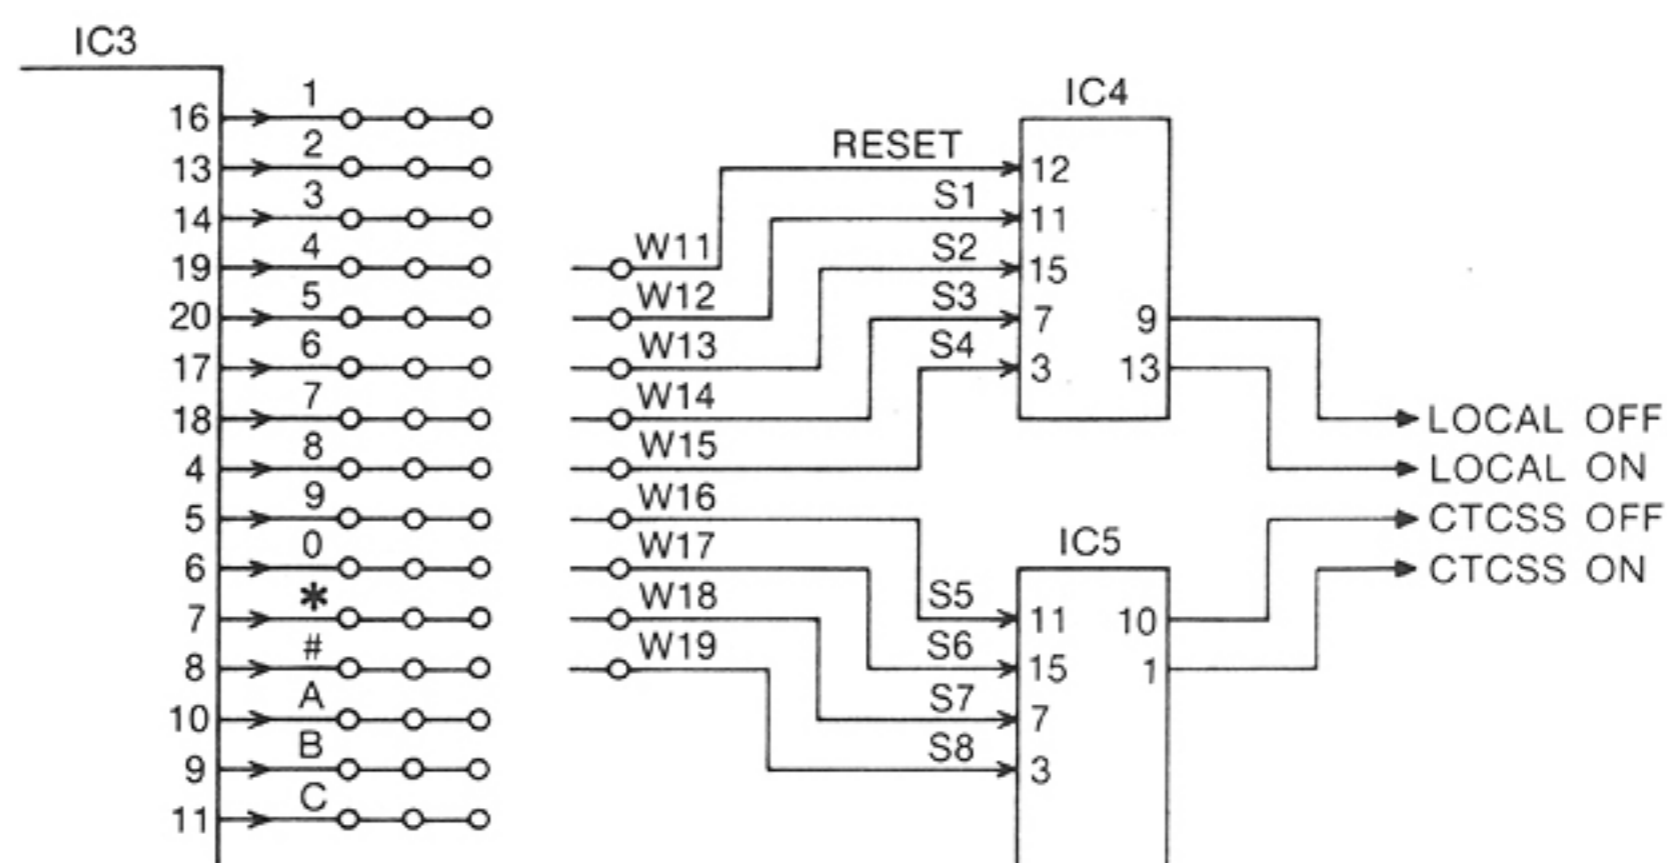 IC3
16 1
13 2
14 3
19 4
20 5
17 6
18 7
4 8
5 9
6 0
7 *
8 #
10 A
9 B
11 C
W11
W12
W13
W14
W15
W16
W17
W18
W19
IC4
RESET 12
S1 11
S2 15
S3 7
S4 3
9
13
LOCAL OFF
LOCAL ON
CTCSS OFF
CTCSS ON
IC5
S5 11
S6 15
S7 7
S8 3
10
1